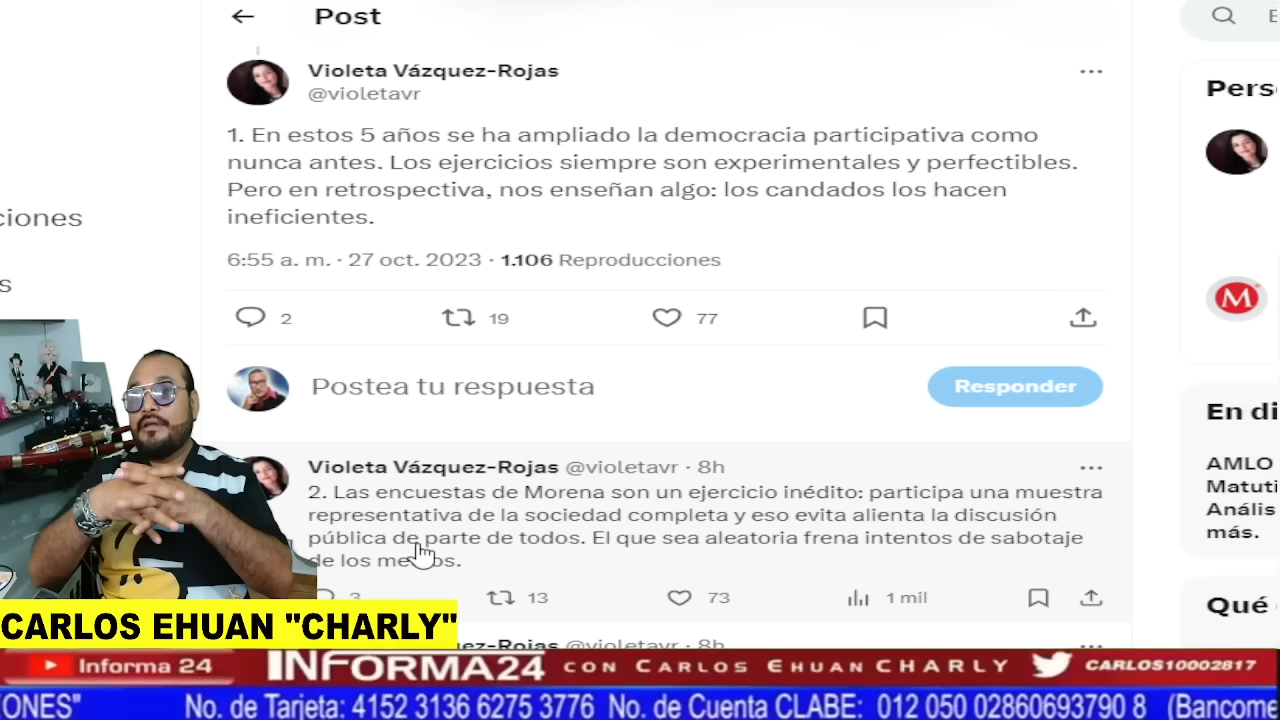 Post
Violeta Vázquez-Rojas
@violetavr
1. En estos 5 años se ha ampliado la democracia participativa como
nunca antes. Los ejercicios siempre son experimentales y perfectibles.
Pero en retrospectiva, nos enseñan algo: los candados los hacen
ineficientes.
6:55 a. m. · 27 oct. 2023 · 1.106 Reproducciones
2 19 77
Postea tu respuesta
Responder
Violeta Vázquez-Rojas @violetavr · 8h
2. Las encuestas de Morena son un ejercicio inédito: participa una muestra
representativa de la sociedad completa y eso evita alienta la discusión
pública de parte de todos. El que sea aleatoria frena intentos de sabotaje
de los
3 13 73 1 mil
ez-Rojas @violetavr · 8h
ciones
s
Pers
M
En di
AMLO
Matuti
Anális
más.
Qué
CARLOS EHUAN "CHARLY"
Informa 24 INFORMA24 CON CARLOS EHUAN CHARLY CARLOS10002817
ONES" No. de Tarjeta: 4152 3136 6275 3776 No. de Cuenta CLABE: 012 050 02860693790 8 (Bancome